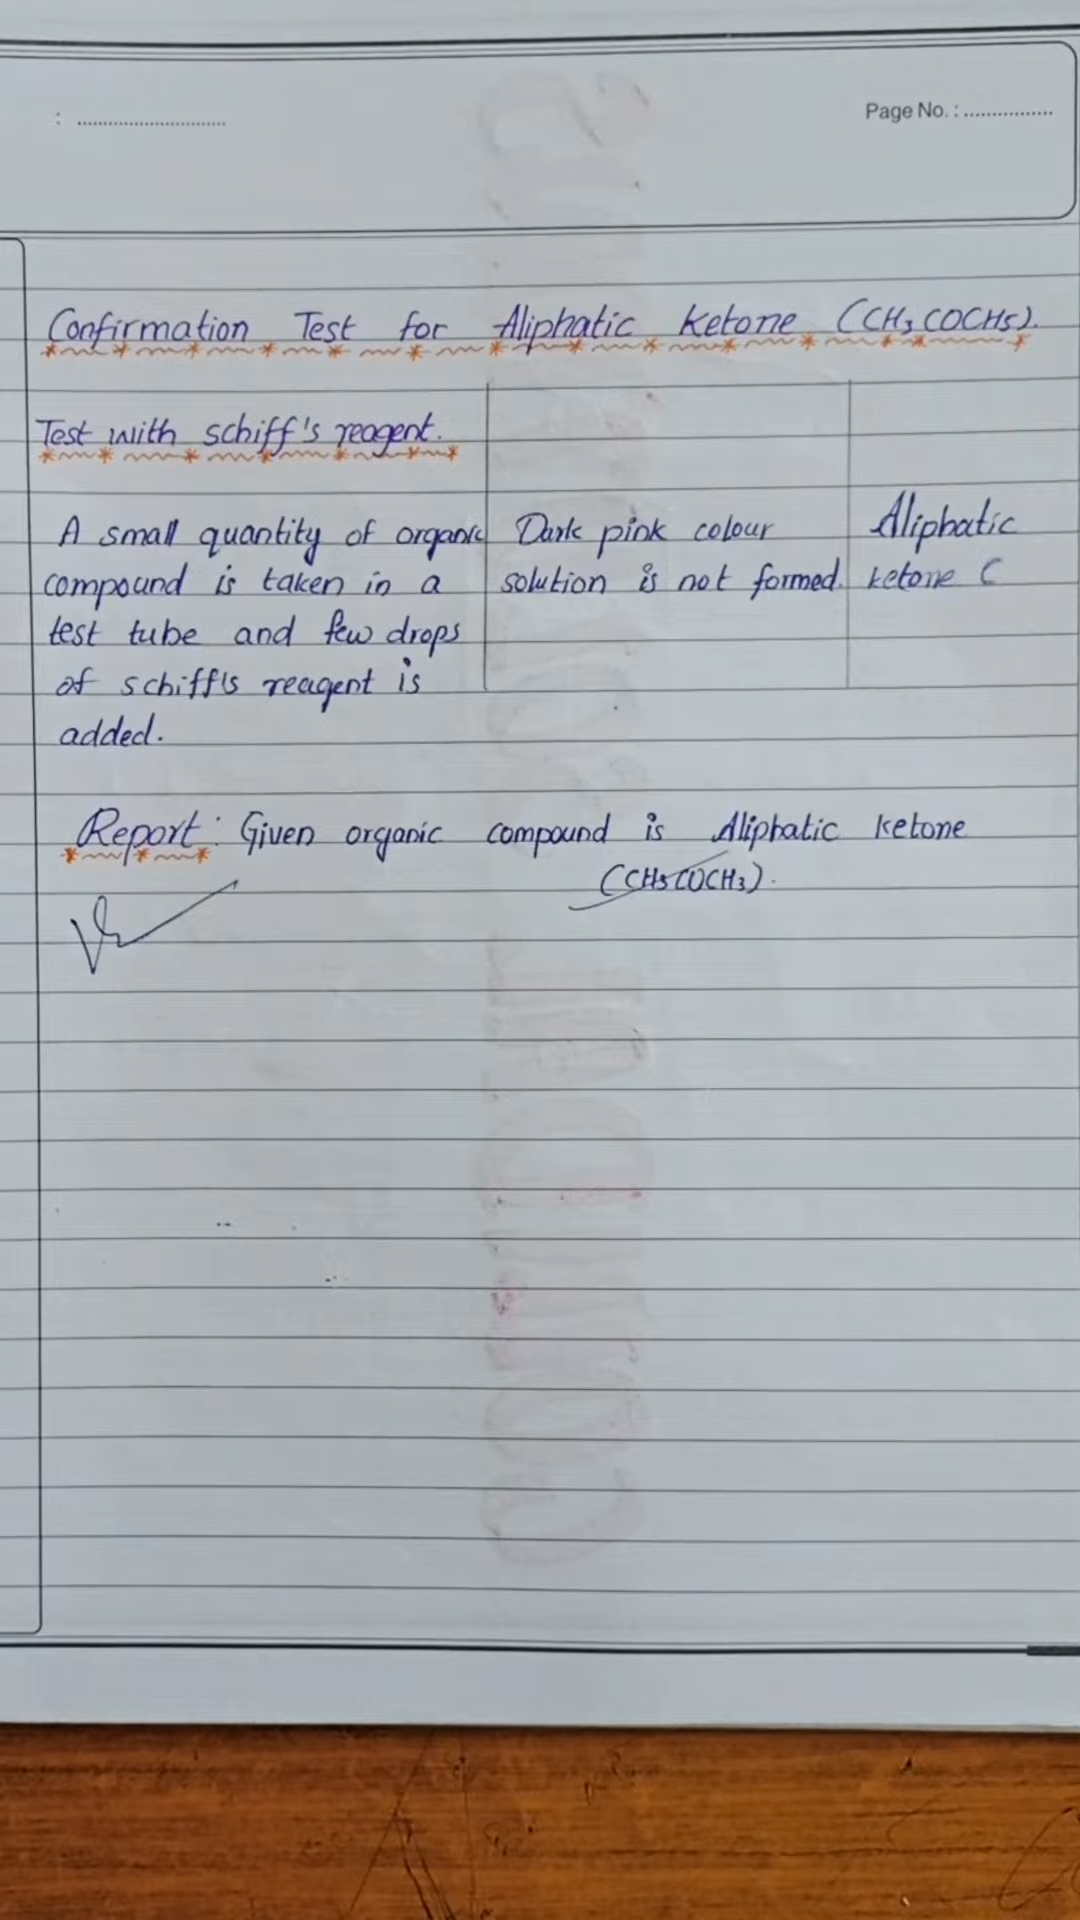 : ............................
Page No. : .................
Confirmation Test for Aliphatic Ketone (CH3COCH3).
Test with schiff's reagent.
A small quantity of organic
compound is taken in a
test tube and few drops
of schiff's reagent is
added.
Dark pink colour
solution is not formed.
Aliphatic
ketone (
Report: Given organic compound is Aliphatic ketone
(CH3COCH3).